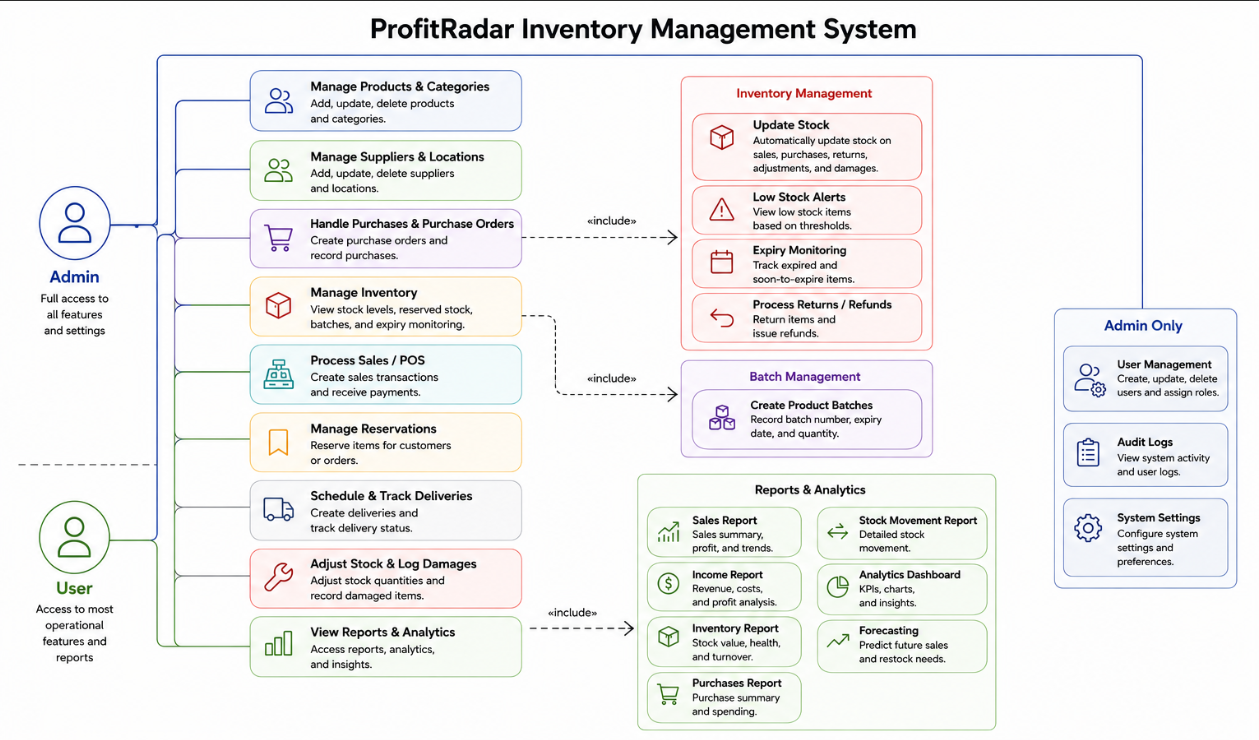 ProfitRadar Inventory Management System
Manage Products & Categories
Add, update, delete products
and categories.
Manage Suppliers & Locations
Add, update, delete suppliers
and locations.
Handle Purchases & Purchase Orders
Create purchase orders and
record purchases.
Manage Inventory
View stock levels, reserved stock,
batches, and expiry monitoring.
Process Sales / POS
Create sales transactions
and receive payments.
Manage Reservations
Reserve items for customers
or orders.
Schedule & Track Deliveries
Create deliveries and
track delivery status.
Adjust Stock & Log Damages
Adjust stock quantities and
record damaged items.
View Reports & Analytics
Access reports, analytics,
and insights.
Admin
Full access to
all features
and settings
User
Access to most
operational
features and
reports
«include»
«include»
«include»
Inventory Management
Update Stock
Automatically update stock on
sales, purchases, returns,
adjustments, and damages.
Low Stock Alerts
View low stock items
based on thresholds.
Expiry Monitoring
Track expired and
soon-to-expire items.
Process Returns / Refunds
Return items and
issue refunds.
Batch Management
Create Product Batches
Record batch number, expiry
date, and quantity.
Reports & Analytics
Sales Report
Sales summary,
profit, and trends.
Income Report
Revenue, costs,
and profit analysis.
Inventory Report
Stock value, health,
and turnover.
Purchases Report
Purchase summary
and spending.
Stock Movement Report
Detailed stock
movement.
Analytics Dashboard
KPIs, charts,
and insights.
Forecasting
Predict future sales
and restock needs.
Admin Only
User Management
Create, update, delete
users and assign roles.
Audit Logs
View system activity
and user logs.
System Settings
Configure system
settings and
preferences.